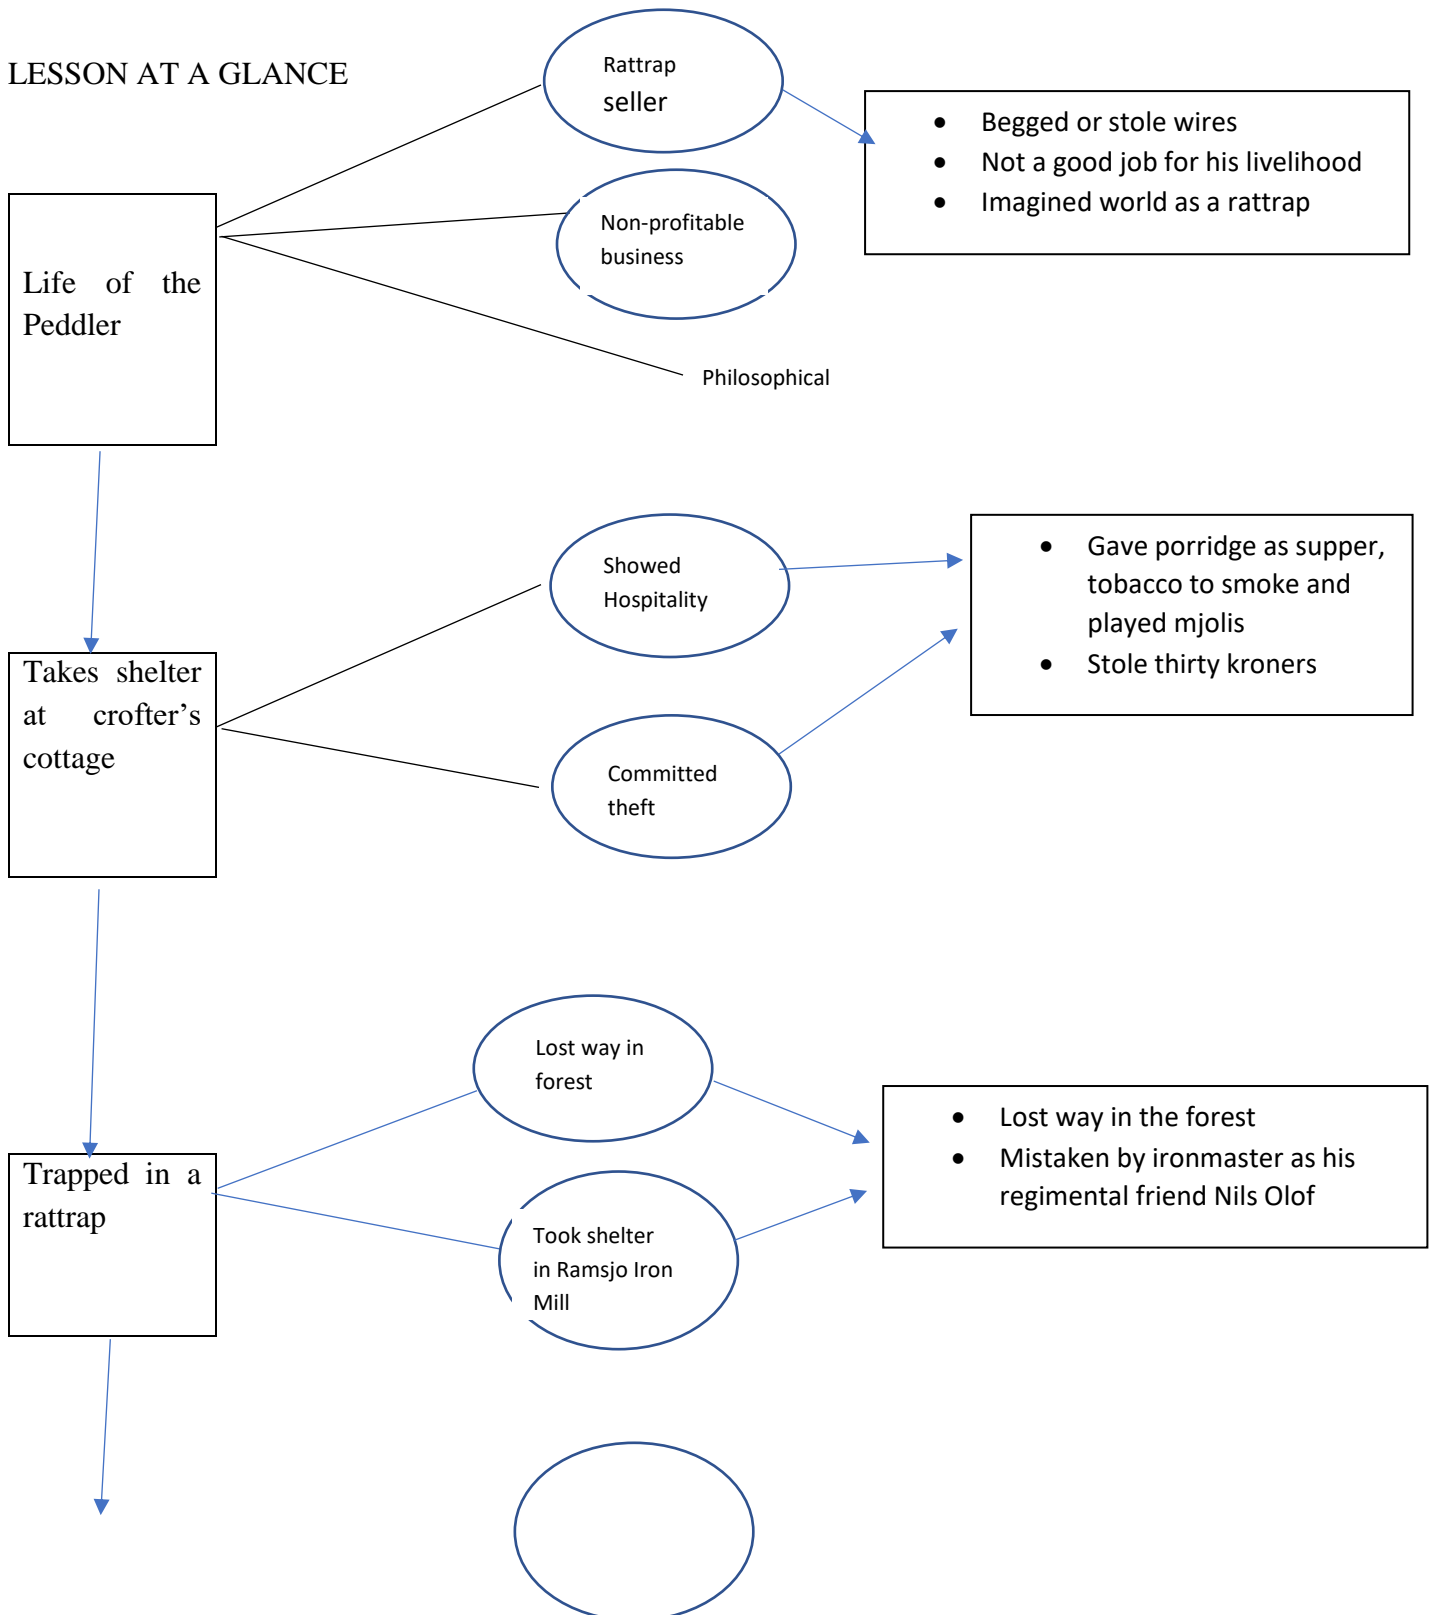 LESSON AT A GLANCE
Rattrap
seller
• Begged or stole wires
• Not a good job for his livelihood
• Imagined world as a rattrap
Non-profitable
business
Life of the
Peddler
Philosophical
Showed
Hospitality
• Gave porridge as supper,
tobacco to smoke and
played mjolis
• Stole thirty kroners
Takes shelter
at crofter’s
cottage
Committed
theft
Lost way in
forest
• Lost way in the forest
• Mistaken by ironmaster as his
regimental friend Nils Olof
Trapped in a
rattrap
Took shelter
in Ramsjo Iron
Mill